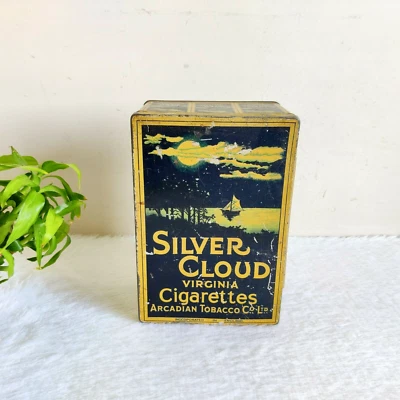 SILVER
CLOUD
VIRGINIA
Cigarettes
ARCADIAN TOBACCO CO. LTD.